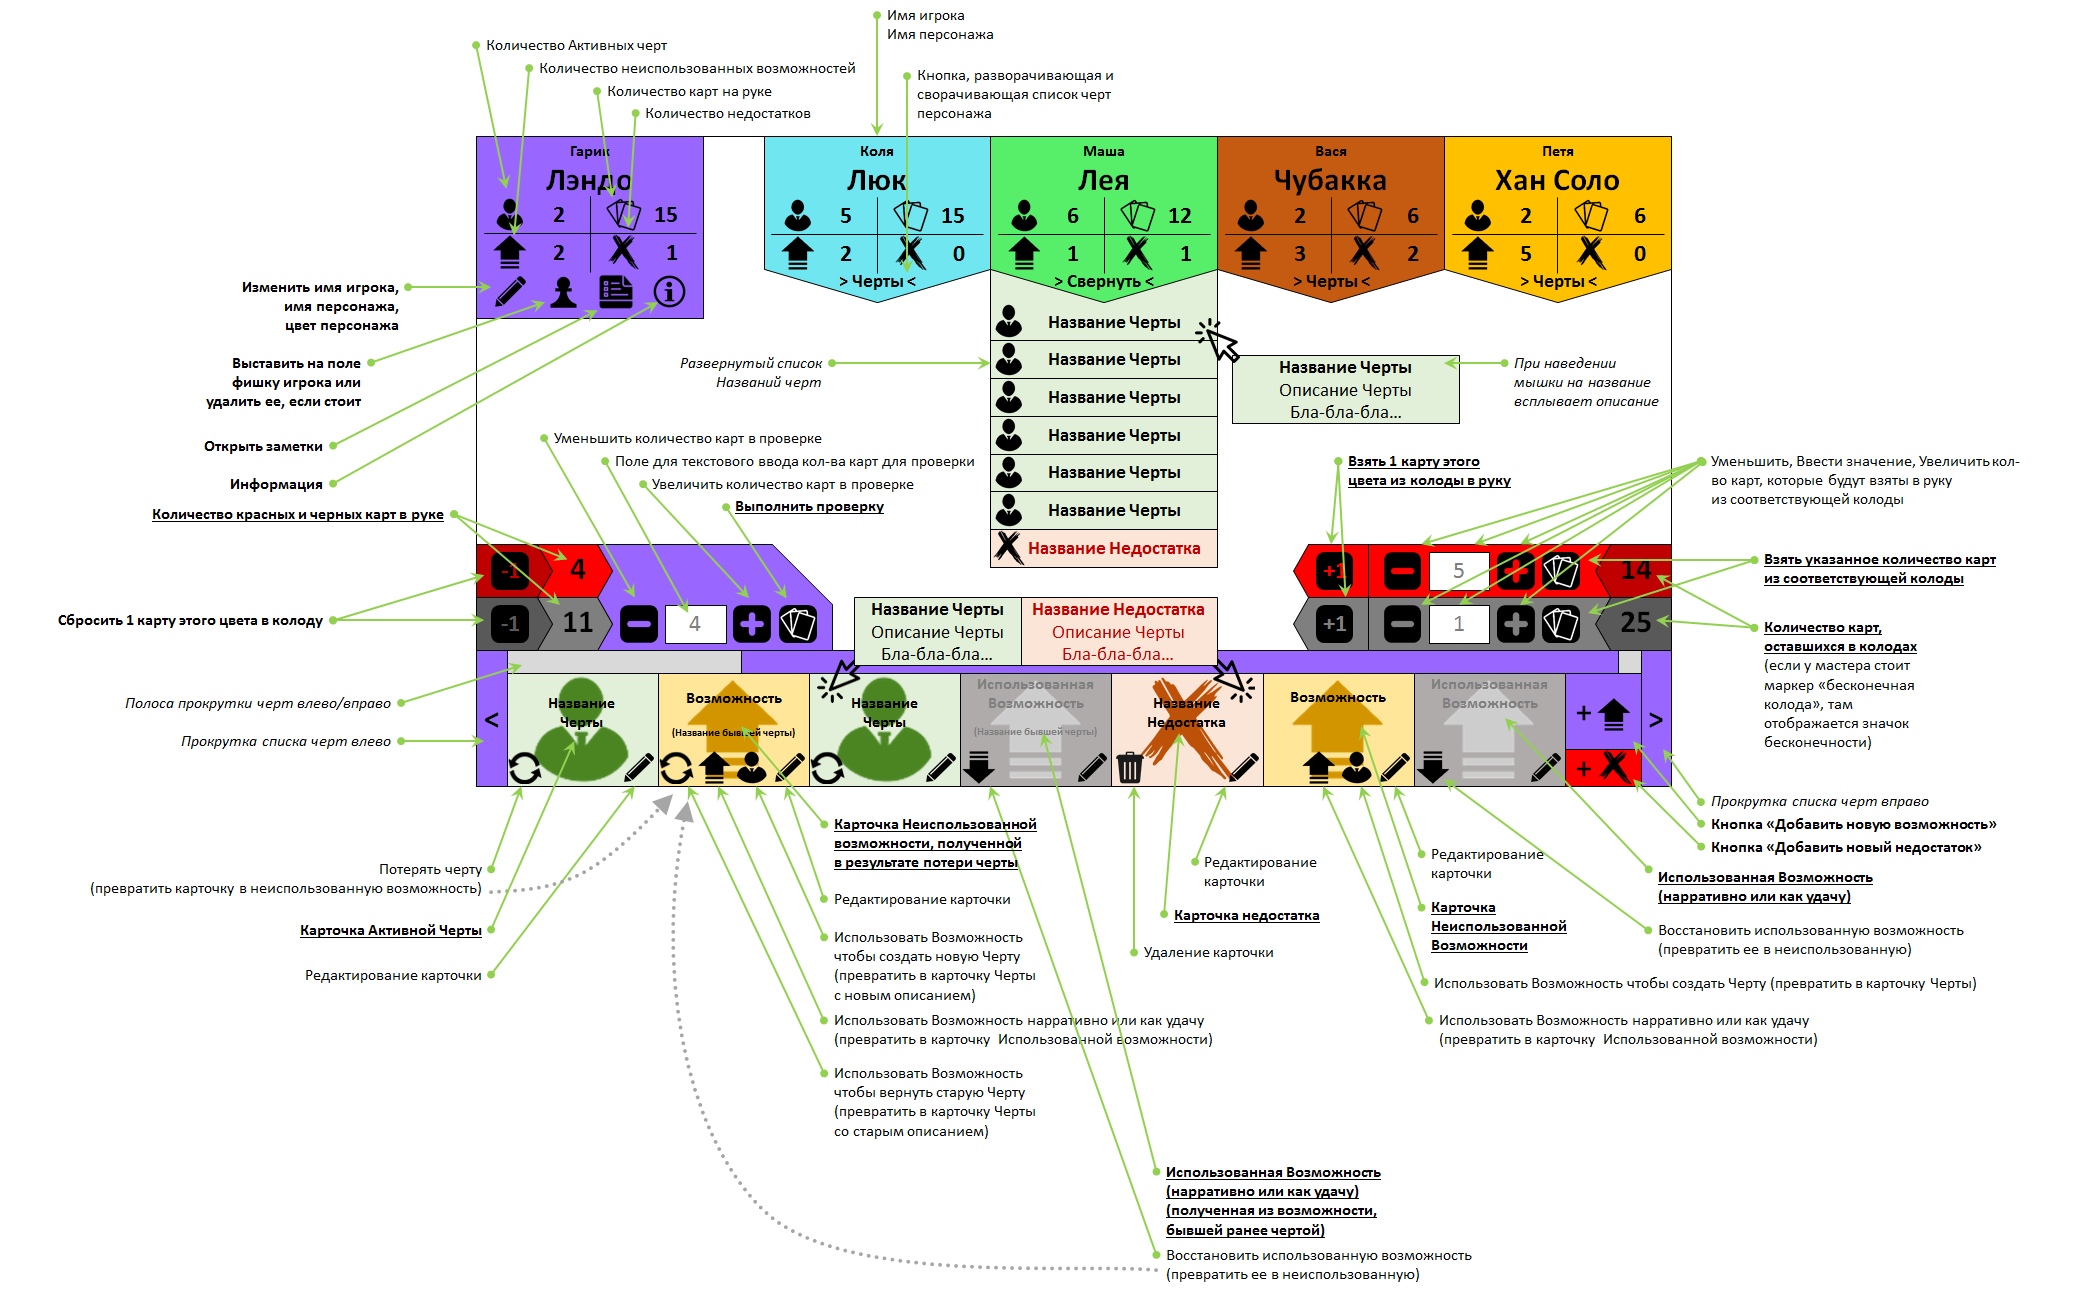 Имя игрока
Имя персонажа
Количество Активных черт
Количество неиспользованных возможностей
Количество карт на руке
Количество недостатков
Кнопка, разворачивающая и
сворачивающая список черт
персонажа
Гарик
Лэндо
2
15
2
1
Коля
Люк
5
15
2
0
> Черты <
Маша
Лея
6
12
1
1
> Свернуть <
Вася
Чубакка
2
6
3
2
> Черты <
Петя
Хан Соло
2
6
5
0
> Черты <
Изменить имя игрока,
имя персонажа,
цвет персонажа
Выставить на поле
фишку игрока или
удалить ее, если стоит
Открыть заметки
Информация
Количество красных и черных карт в руке
Сбросить 1 карту этого цвета в колоду
Развернутый список
Названий черт
Название Черты
Название Черты
Название Черты
Название Черты
Название Черты
Название Черты
Название Недостатка
Название Черты
Описание Черты
Бла-бла-бла...
При наведении
мышки на название
всплывает описание
Уменьшить количество карт в проверке
Поле для текстового ввода кол-ва карт для проверки
Увеличить количество карт в проверке
Выполнить проверку
Взять 1 карту этого
цвета из колоды в руку
Уменьшить, Ввести значение, Увеличить кол-
во карт, которые будут взяты в руку
из соответствующей колоды
Взять указанное количество карт
из соответствующей колоды
Количество карт,
оставшихся в колодах
(если у мастера стоит
маркер «бесконечная
колода», там
отображается значок
бесконечности)
-1
4
-1
11
4
+1
5
14
+1
1
25
Название Черты
Описание Черты
Бла-бла-бла...
Название Недостатка
Описание Черты
Бла-бла-бла...
Полоса прокрутки черт влево/вправо
Прокрутка списка черт влево
<
Название
Черты
Возможность
(Название бывшей черты)
Название
Черты
Использованная
Возможность
(Название бывшей черты)
Название
Недостатка
Возможность
Использованная
Возможность
+
+
>
Прокрутка списка черт вправо
Кнопка «Добавить новую возможность»
Кнопка «Добавить новый недостаток»
Потерять черту
(превратить карточку в неиспользованную возможность)
Карточка Активной Черты
Редактирование карточки
Карточка Неиспользованной
возможности, полученной
в результате потери черты
Редактирование карточки
Использовать Возможность
чтобы создать новую Черту
(превратить в карточку Черты
с новым описанием)
Использовать Возможность нарративно или как удачу
(превратить в карточку Использованной возможности)
Использовать Возможность
чтобы вернуть старую Черту
(превратить в карточку Черты
со старым описанием)
Редактирование
карточки
Карточка недостатка
Удаление карточки
Редактирование
карточки
Карточка
Неиспользованной
Возможности
Использовать Возможность чтобы создать Черту (превратить в карточку Черты)
Использовать Возможность нарративно или как удачу
(превратить в карточку Использованной возможности)
Использованная Возможность
(нарративно или как удачу)
Восстановить использованную возможность
(превратить ее в неиспользованную)
Использованная Возможность
(нарративно или как удачу)
(полученная из возможности,
бывшей ранее чертой)
Восстановить использованную возможность
(превратить ее в неиспользованную)